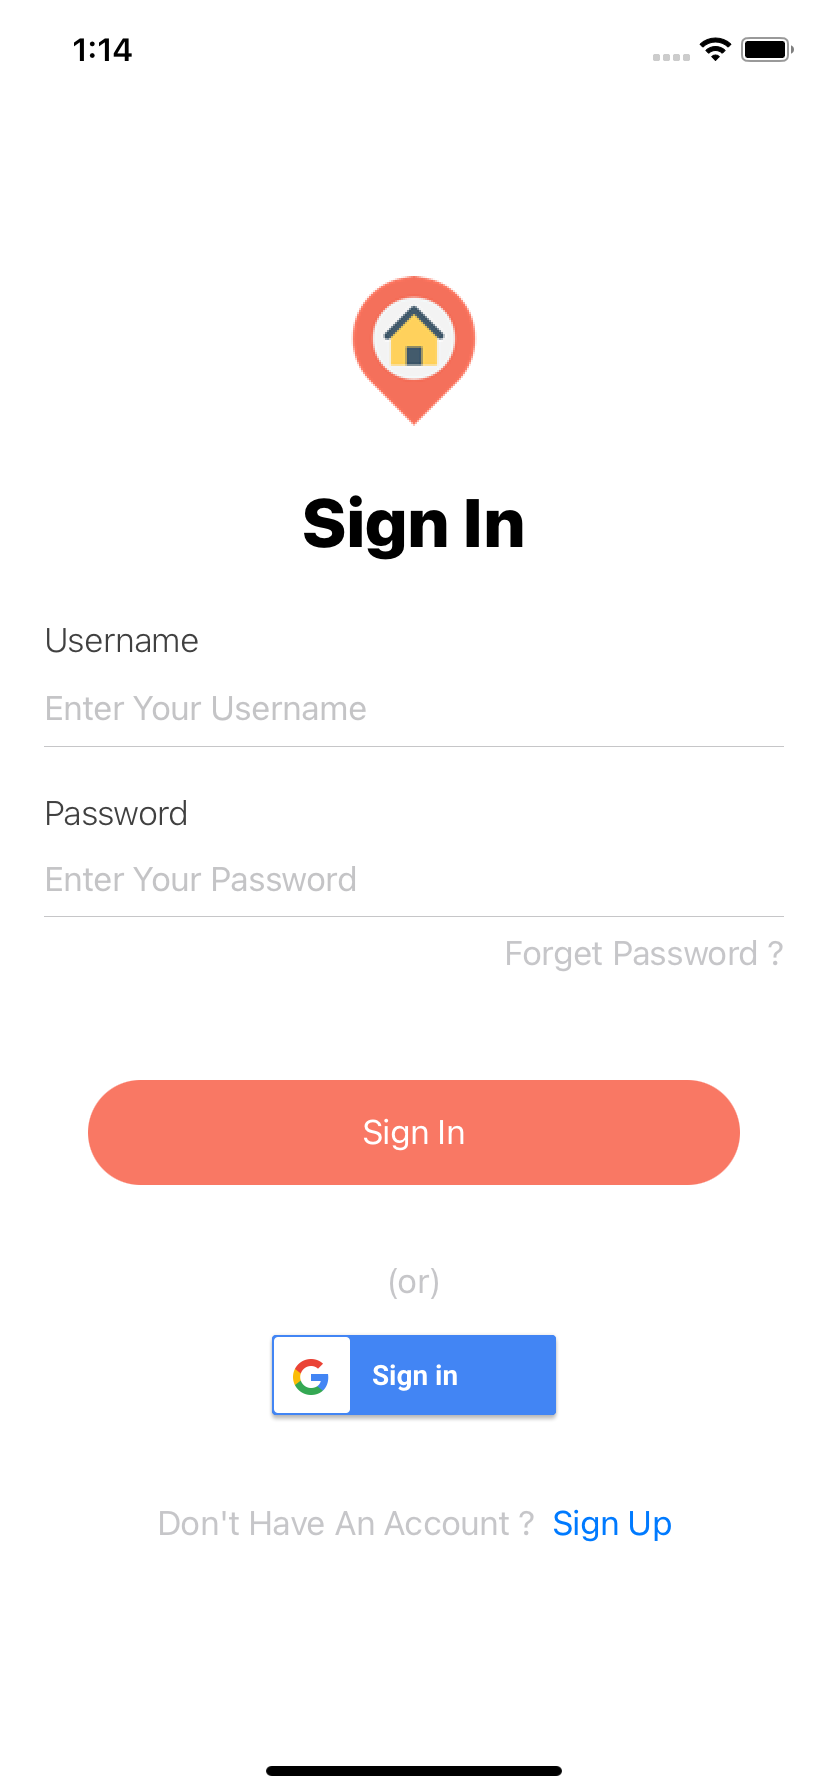 1:14
Sign In
Username
Enter Your Username
Password
Enter Your Password
Forget Password ?
Sign In
(or)
Sign in
Don't Have An Account ? Sign Up